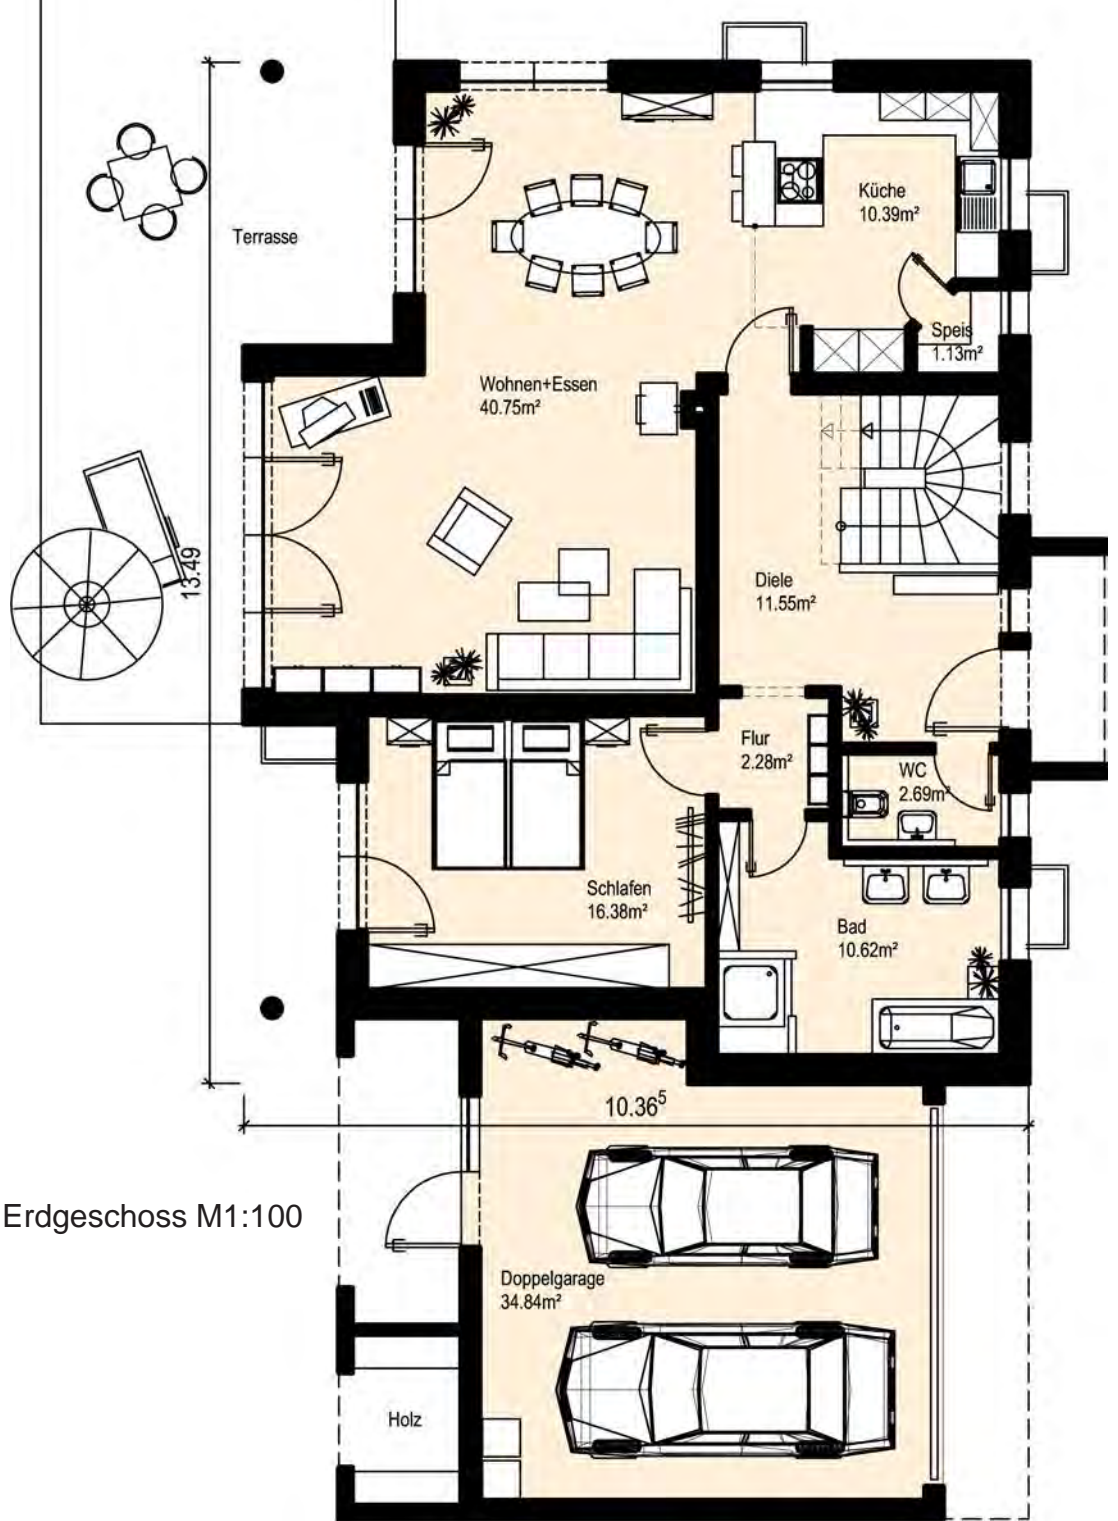 Terrasse
Küche
10.39m²
Speis
1.13m²
Wohnen+Essen
40.75m²
13.49
Diele
11.55m²
Flur
2.28m²
WC
2.69m²
Schlafen
16.38m²
Bad
10.62m²
10.36⁵
Erdgeschoss M1:100
Doppelgarage
34.84m²
Holz